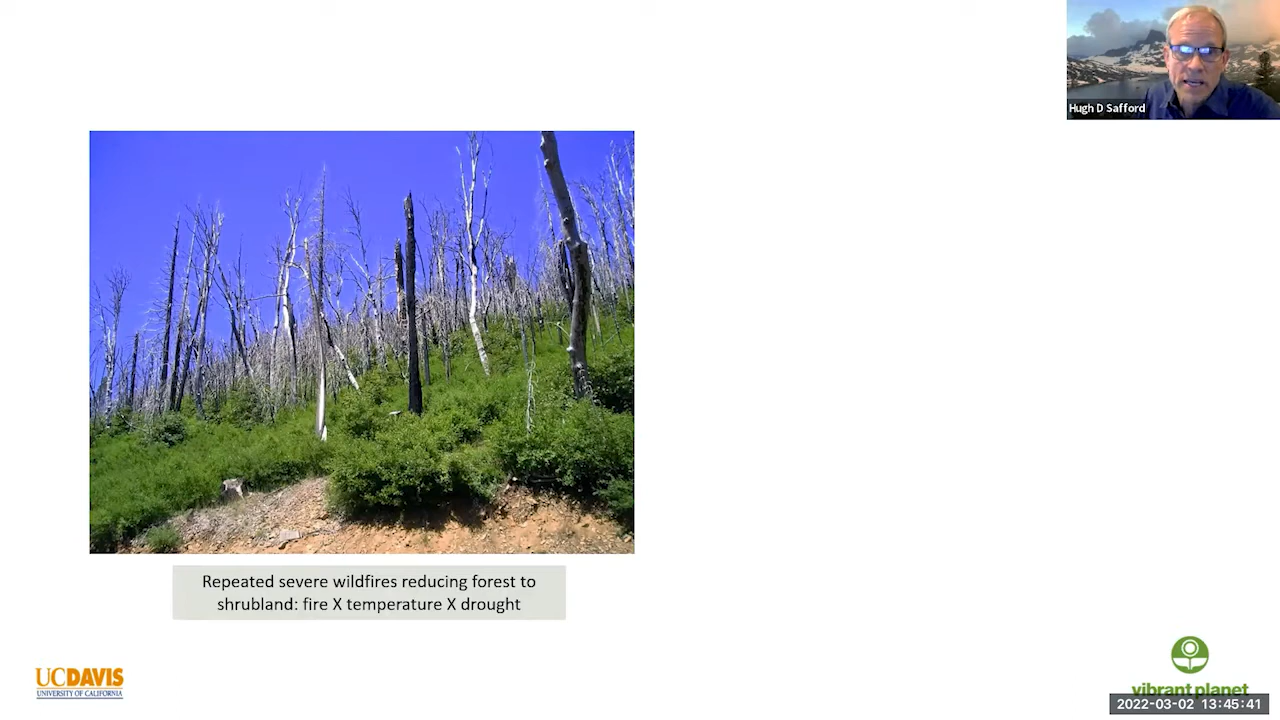 Hugh D Safford
Repeated severe wildfires reducing forest to
shrubland: fire X temperature X drought
UCDAVIS
UNIVERSITY OF CALIFORNIA
vibrant planet
2022-03-02 13:45:41